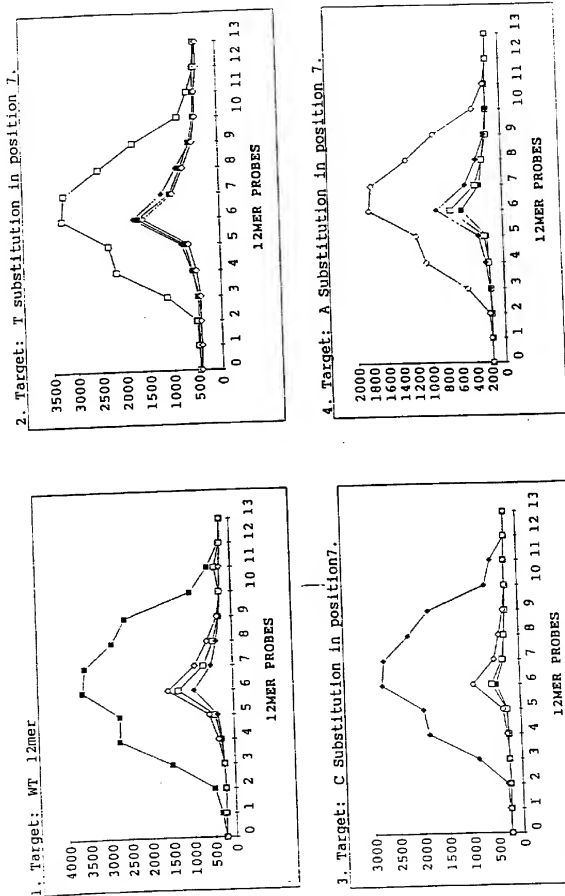 1. Target: WT 12mer
4000
3500
3000
2500
2000
1500
1000
500
0
0 1 2 3 4 5 6 7 8 9 10 11 12 13
12MER PROBES
2. Target: T substitution in position 7.
3500
3000
2500
2000
1500
1000
500
0
0 1 2 3 4 5 6 7 8 9 10 11 12 13
12MER PROBES
3. Target: C Substitution in position7.
3000
2500
2000
1500
1000
500
0
0 1 2 3 4 5 6 7 8 9 10 11 12 13
12MER PROBES
4. Target: A Substitution in position 7.
2000
1800
1600
1400
1200
1000
800
600
400
200
0
0 1 2 3 4 5 6 7 8 9 10 11 12 13
12MER PROBES